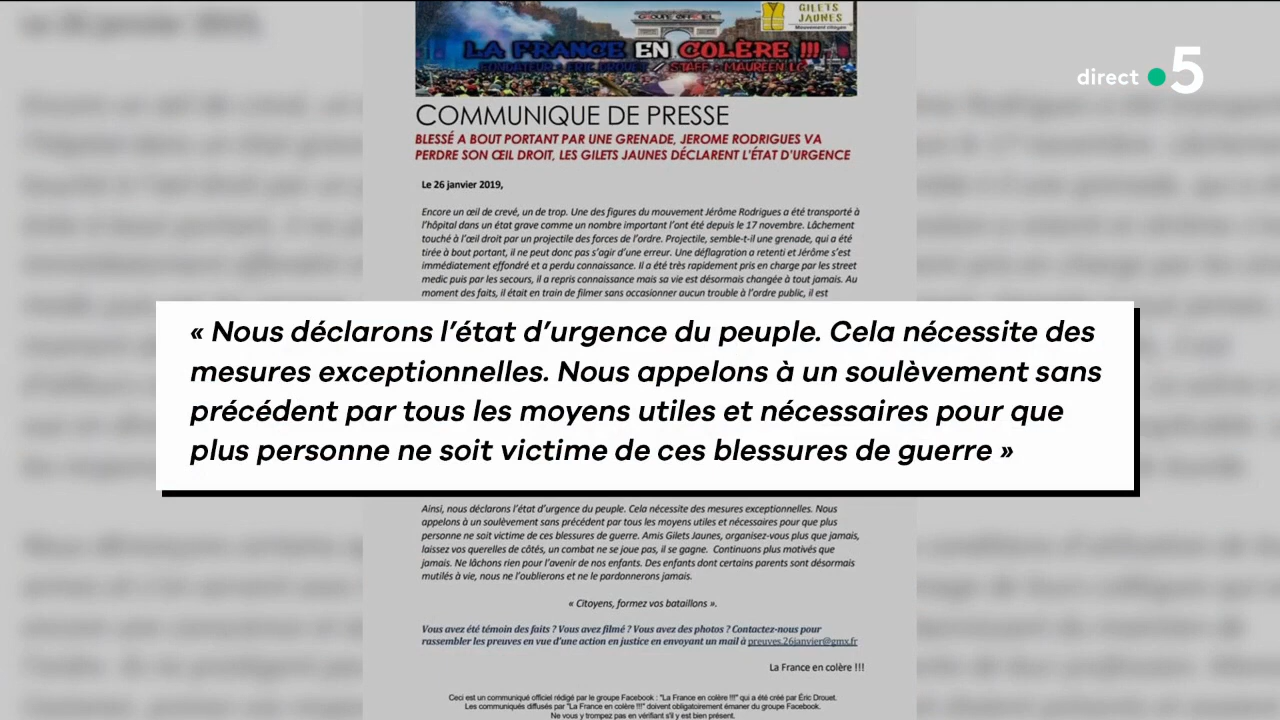 GROUPE OFFICIEL
GILETS
JAUNES
Mouvement citoyen
LA FRANCE EN COLÈRE !!!
FONDATEUR : ERIC DROUET / STAFF : MAUREEN LC
direct 5
COMMUNIQUE DE PRESSE
BLESSÉ A BOUT PORTANT PAR UNE GRENADE, JEROME RODRIGUES VA
PERDRE SON ŒIL DROIT, LES GILETS JAUNES DÉCLARENT L'ÉTAT D'URGENCE
Le 26 janvier 2019,
Encore un œil de crevé, un de trop. Une des figures du mouvement Jérôme Rodrigues a été transporté à
l'hôpital dans un état grave comme un nombre important l'ont été depuis le 17 novembre. Lâchement
touché à l'œil droit par un projectile des forces de l'ordre. Projectile, semble-t-il une grenade, qui a été
tirée à bout portant, il ne peut donc pas s'agir d'une erreur. Une déflagration a retenti et Jérôme s'est
immédiatement effondré et a perdu connaissance. Il a été très rapidement pris en charge par les street
medic puis par les secours, il a repris connaissance mais sa vie est désormais changée à tout jamais. Au
moment des faits, il était en train de filmer sans occasionner aucun trouble à l'ordre public, il est
« Nous déclarons l'état d'urgence du peuple. Cela nécessite des
mesures exceptionnelles. Nous appelons à un soulèvement sans
précédent par tous les moyens utiles et nécessaires pour que
plus personne ne soit victime de ces blessures de guerre »
Ainsi, nous déclarons l'état d'urgence du peuple. Cela nécessite des mesures exceptionnelles. Nous
appelons à un soulèvement sans précédent par tous les moyens utiles et nécessaires pour que plus
personne ne soit victime de ces blessures de guerre. Amis Gilets Jaunes, organisez-vous plus que jamais,
laissez vos querelles de côtés, un combat ne se joue pas, il se gagne. Continuons plus motivés que
jamais. Ne lâchons rien pour l'avenir de nos enfants. Des enfants dont certains parents sont désormais
mutilés à vie, nous ne l'oublierons et ne le pardonnerons jamais.
« Citoyens, formez vos bataillons ».
Vous avez été témoin des faits ? Vous avez filmé ? Vous avez des photos ? Contactez-nous pour
rassembler les preuves en vue d'une action en justice en envoyant un mail à preuves.26janvier@gmx.fr
La France en colère !!!
Ceci est un communiqué officiel rédigé par le groupe Facebook : "La France en colère !!!" qui a été créé par Éric Drouet.
Les communiqués diffusés par "La France en colère !!!" doivent obligatoirement émaner du groupe Facebook.
Ne vous y trompez pas en vérifiant s'il y est bien présent.